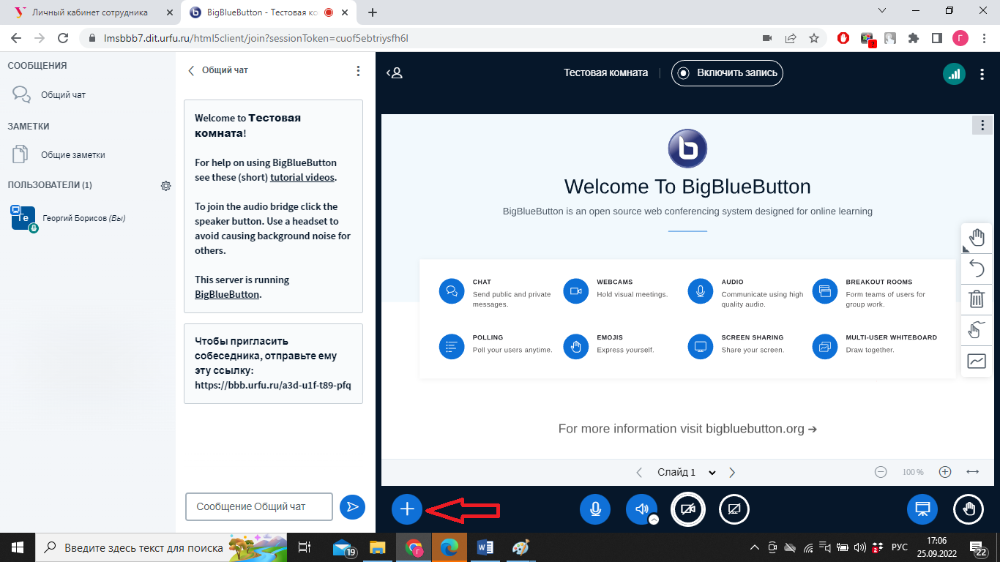 Личный кабинет сотрудника
BigBlueButton - Тестовая ко
lmsbbb7.dit.urfu.ru/html5client/join?sessionToken=cuof5ebtriysfh6l
Г
СООБЩЕНИЯ
Общий чат
ЗАМЕТКИ
Общие заметки
ПОЛЬЗОВАТЕЛИ (1)
Ге
Георгий Борисов (Вы)
Общий чат
Welcome to Тестовая
комната!
For help on using BigBlueButton
see these (short) tutorial videos.
To join the audio bridge click the
speaker button. Use a headset to
avoid causing background noise for
others.
This server is running
BigBlueButton.
Чтобы пригласить
собеседника, отправьте ему
эту ссылку:
https://bbb.urfu.ru/a3d-u1f-t89-pfq
Сообщение Общий чат
Тестовая комната
Включить запись
b
Welcome To BigBlueButton
BigBlueButton is an open source web conferencing system designed for online learning
CHAT
Send public and private
messages.
WEBCAMS
Hold visual meetings.
AUDIO
Communicate using high
quality audio.
BREAKOUT ROOMS
Form teams of users for
group work.
POLLING
Poll your users anytime.
EMOJIS
Express yourself.
SCREEN SHARING
Share your screen.
MULTI-USER WHITEBOARD
Draw together.
For more information visit bigbluebutton.org ➔
Слайд 1
100 %
Введите здесь текст для поиска
19
Г
РУС
17:06
25.09.2022
22